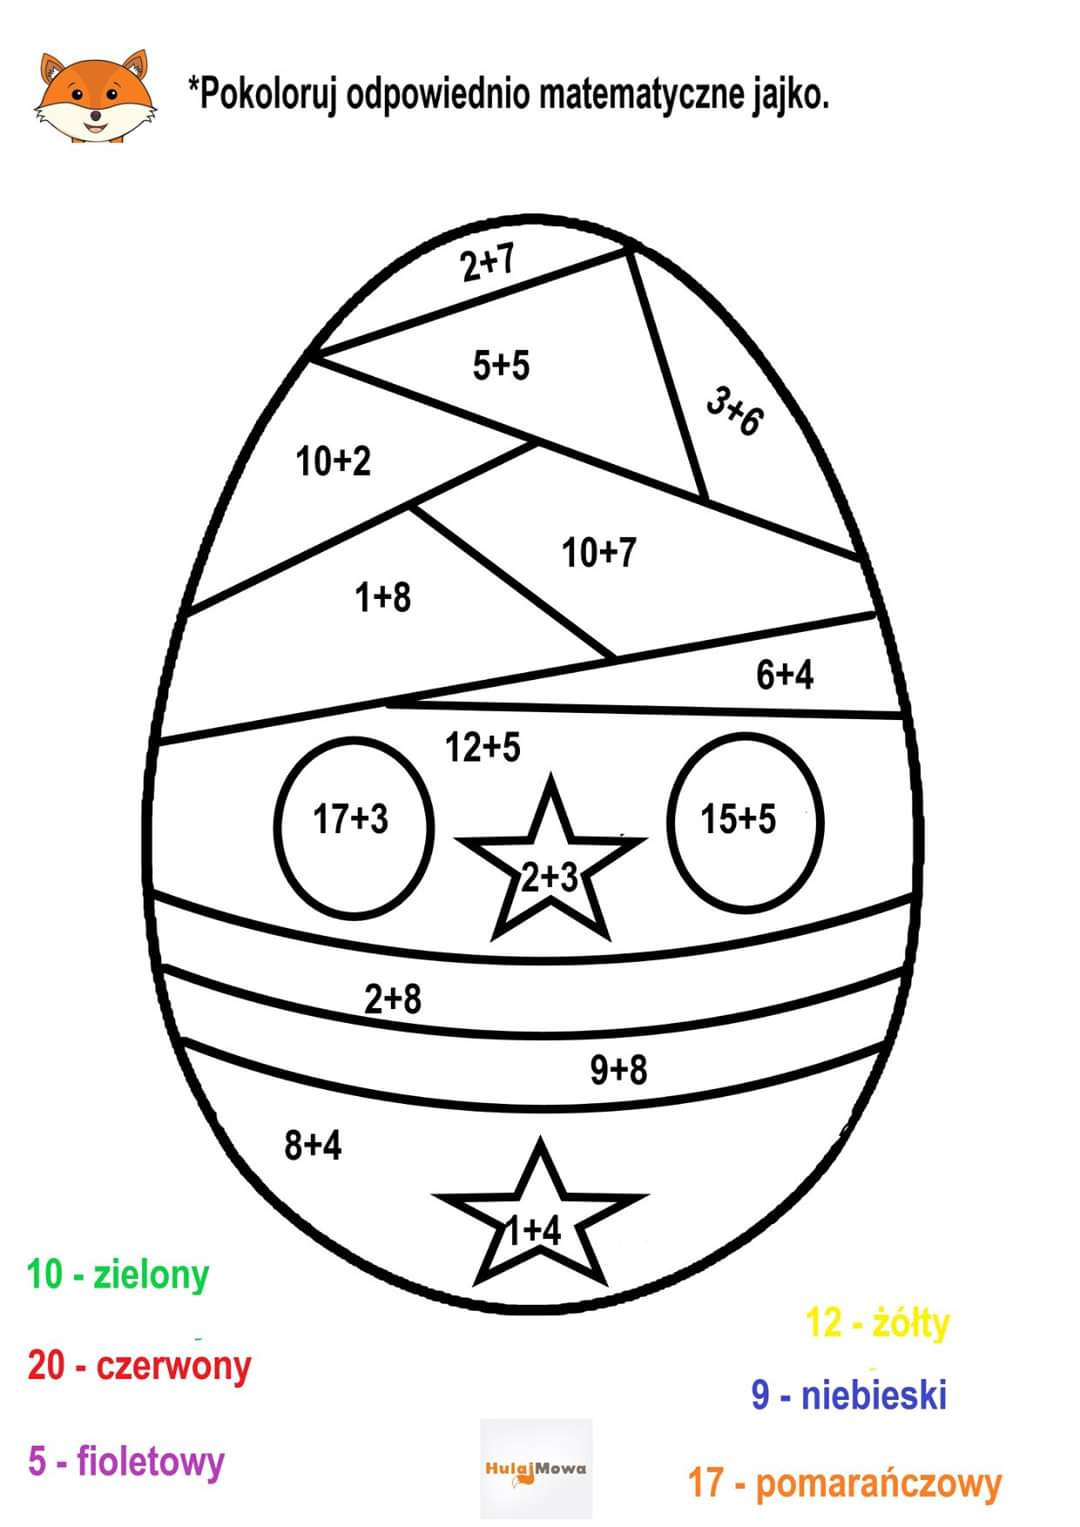 *Pokoloruj odpowiednio matematyczne jajko.
2+7
5+5
3+6
10+2
10+7
1+8
6+4
12+5
17+3
15+5
2+3
2+8
9+8
8+4
1+4
10 - zielony
12 - żółty
20 - czerwony
9 - niebieski
5 - fioletowy
HulajMowa
17 - pomarańczowy